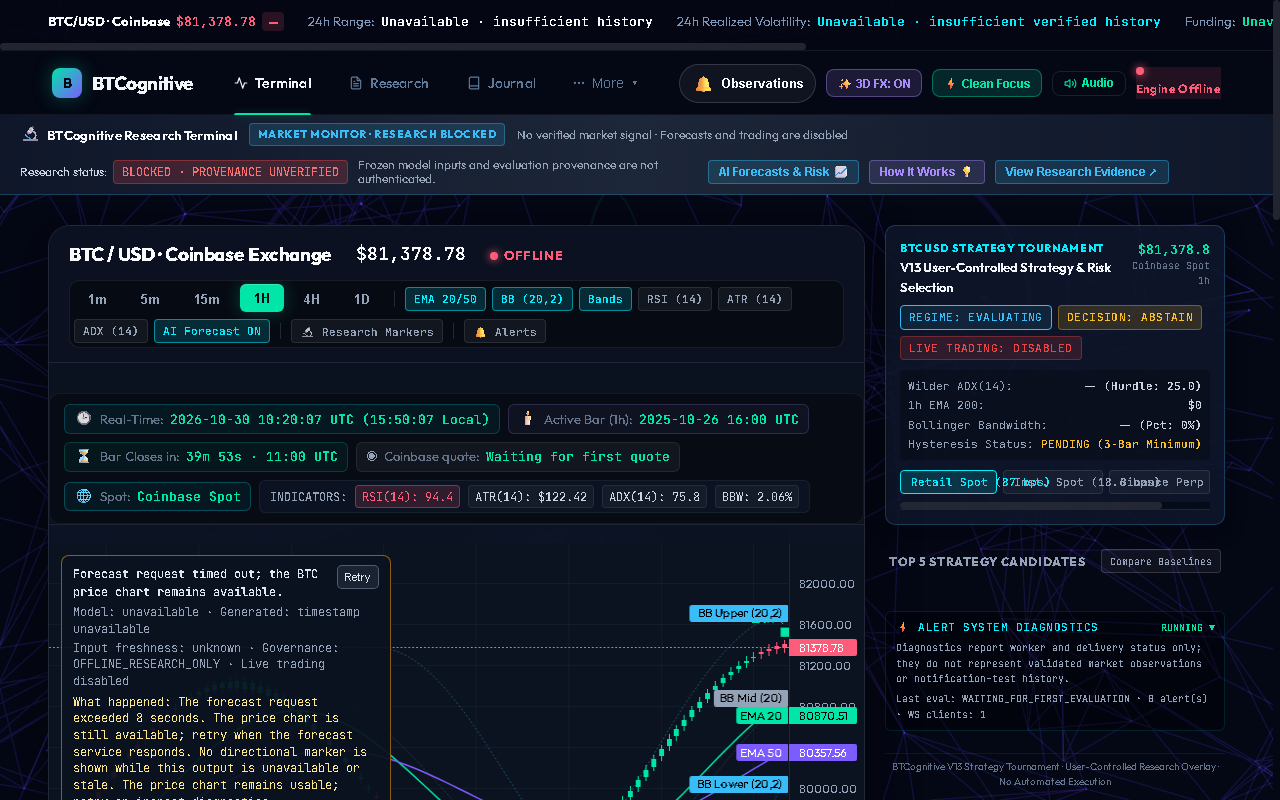 BTC/USD · Coinbase $81,378.78 —
24h Range: Unavailable · insufficient history
24h Realized Volatility: Unavailable · insufficient verified history
Funding: Unav
B BTCognitive
Terminal
Research
Journal
··· More ▾
🔔 Observations
✨ 3D FX: ON
⚡ Clean Focus
Audio
Engine Offline
BTCognitive Research Terminal
MARKET MONITOR · RESEARCH BLOCKED
No verified market signal · Forecasts and trading are disabled
Research status: BLOCKED · PROVENANCE UNVERIFIED
Frozen model inputs and evaluation provenance are not
authenticated.
AI Forecasts & Risk 📈
How It Works 💡
View Research Evidence ↗
BTC / USD · Coinbase Exchange $81,378.78 OFFLINE
1m 5m 15m 1H 4H 1D EMA 20/50 BB (20,2) Bands RSI (14) ATR (14)
ADX (14) AI Forecast ON 🔬 Research Markers 🔔 Alerts
Real-Time: 2026-10-30 10:20:07 UTC (15:50:07 Local)
Active Bar (1h): 2025-10-26 16:00 UTC
Bar Closes in: 39m 53s · 11:00 UTC
Coinbase quote: Waiting for first quote
Spot: Coinbase Spot
INDICATORS: RSI(14): 94.4 ATR(14): $122.42 ADX(14): 75.8 BBW: 2.06%
Forecast request timed out; the BTC
price chart remains available.
Retry
Model: unavailable · Generated: timestamp
unavailable
Input freshness: unknown · Governance:
OFFLINE_RESEARCH_ONLY · Live trading
disabled
What happened: The forecast request
exceeded 8 seconds. The price chart is
still available; retry when the forecast
service responds. No directional marker is
shown while this output is unavailable or
stale. The price chart remains usable;
retry or inspect diagnostics.
82000.00
BB Upper (20,2)
81600.00
81378.78
81200.00
BB Mid (20)
80800.00
EMA 20 80870.51
EMA 50 80357.56
BB Lower (20,2)
80000.00
BTCUSD STRATEGY TOURNAMENT
V13 User-Controlled Strategy & Risk
Selection
$81,378.8
Coinbase Spot
1h
REGIME: EVALUATING
DECISION: ABSTAIN
LIVE TRADING: DISABLED
Wilder ADX(14): — (Hurdle: 25.0)
1h EMA 200: $0
Bollinger Bandwidth: — (Pct: 0%)
Hysteresis Status: PENDING (3-Bar Minimum)
Retail Spot
Spot
Perp
TOP 5 STRATEGY CANDIDATES
Compare Baselines
⚡ ALERT SYSTEM DIAGNOSTICS
RUNNING ▼
Diagnostics report worker and delivery status only;
they do not represent validated market observations
or notification-test history.
Last eval: WAITING_FOR_FIRST_EVALUATION · 8 alert(s)
· WS clients: 1
BTCognitive V13 Strategy Tournament · User-Controlled Research Overlay ·
No Automated Execution